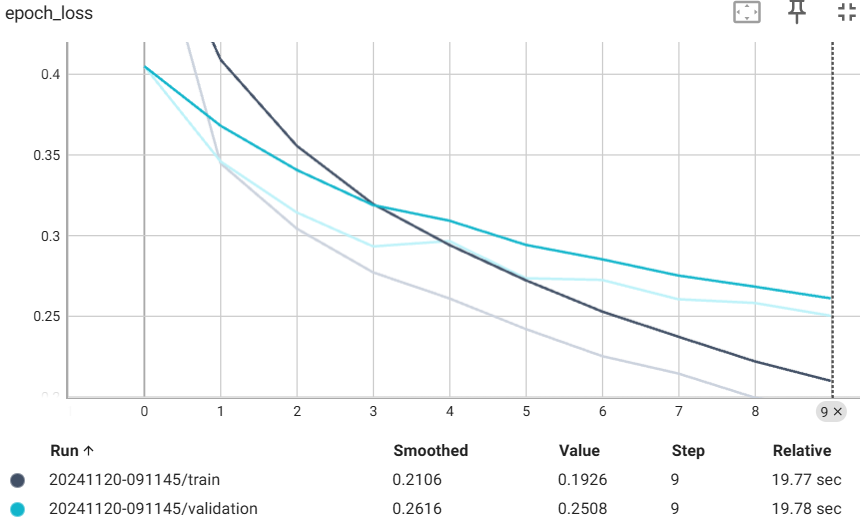 epoch_loss
0.4
0.35
0.3
0.25
0.2
0 1 2 3 4 5 6 7 8 9 ×
Run ↑ Smoothed Value Step Relative
20241120-091145/train 0.2106 0.1926 9 19.77 sec
20241120-091145/validation 0.2616 0.2508 9 19.78 sec